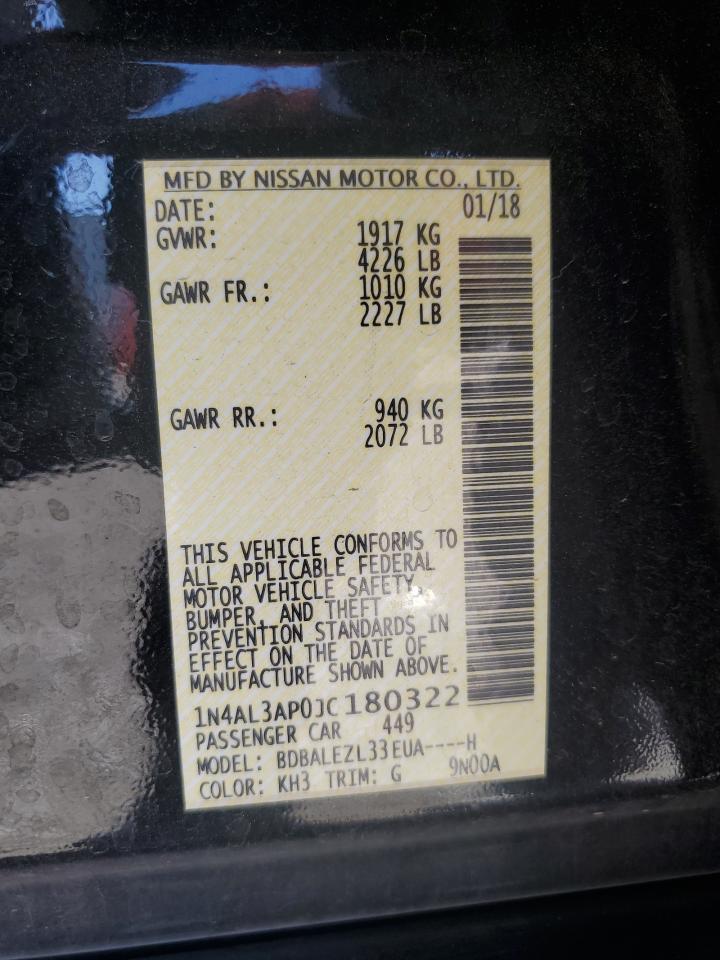 MFD BY NISSAN MOTOR CO., LTD.
DATE: 01/18
GVWR: 1917 KG
4226 LB
GAWR FR.: 1010 KG
2227 LB
GAWR RR.: 940 KG
2072 LB
THIS VEHICLE CONFORMS TO
ALL APPLICABLE FEDERAL
MOTOR VEHICLE SAFETY,
BUMPER, AND THEFT
PREVENTION STANDARDS IN
EFFECT ON THE DATE OF
MANUFACTURE SHOWN ABOVE.
1N4AL3AP0JC180322
PASSENGER CAR 449
MODEL: BDBALEZL33EUA----H
COLOR: KH3 TRIM: G 9N00A